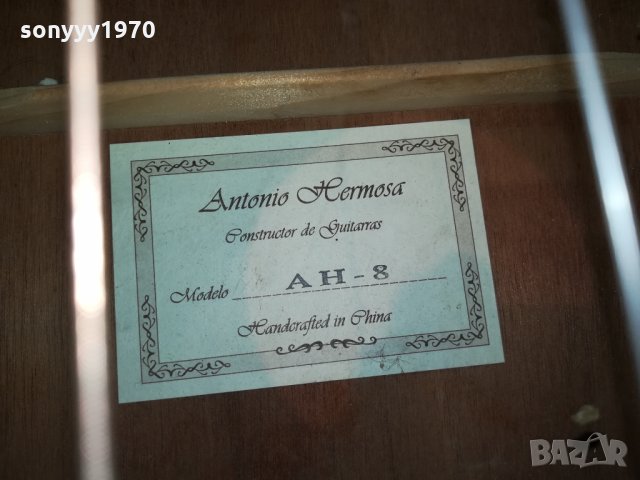 sonyyy1970
Antonio Hermosa
Constructor de Guitarras
Modelo AH-8
Handcrafted in China
BAZAR